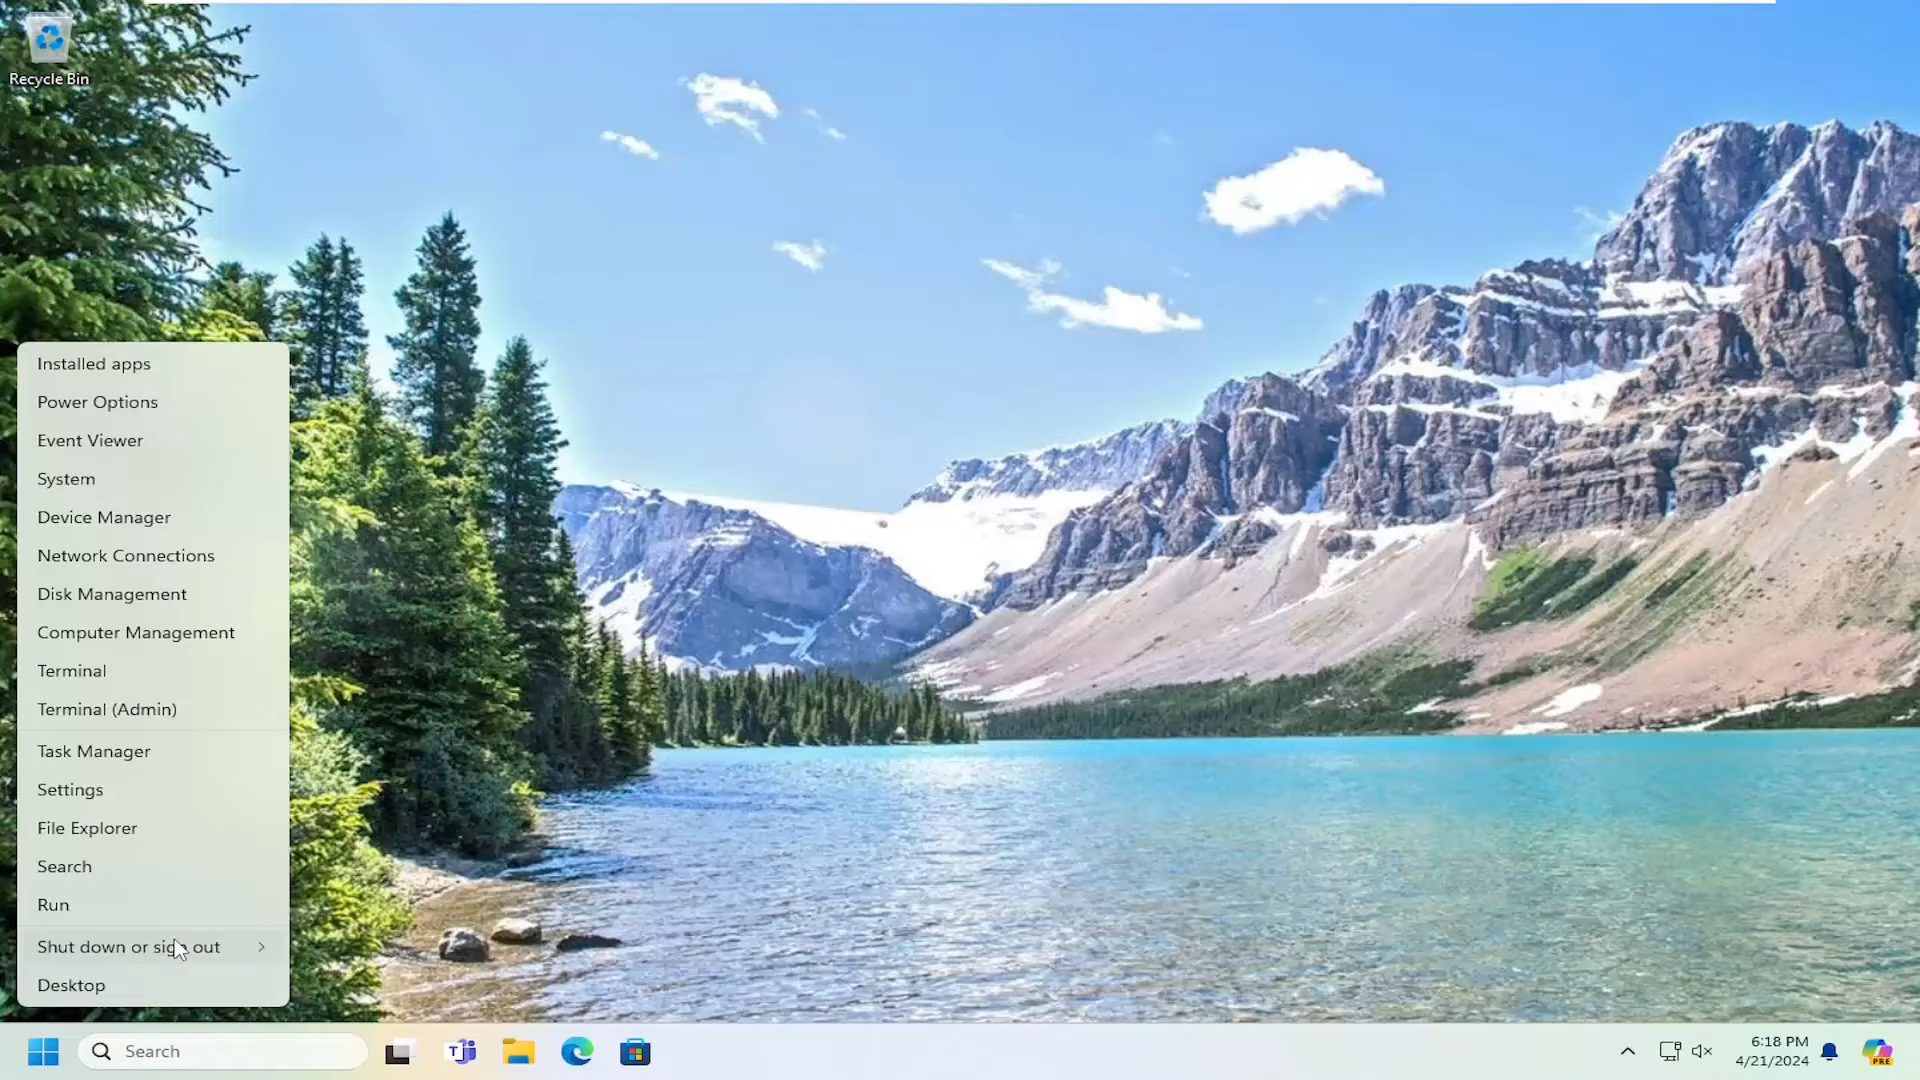 Recycle Bin
Installed apps
Power Options
Event Viewer
System
Device Manager
Network Connections
Disk Management
Computer Management
Terminal
Terminal (Admin)
Task Manager
Settings
File Explorer
Search
Run
Shut down or sign out
Desktop
Search
6:18 PM
4/21/2024
PRE